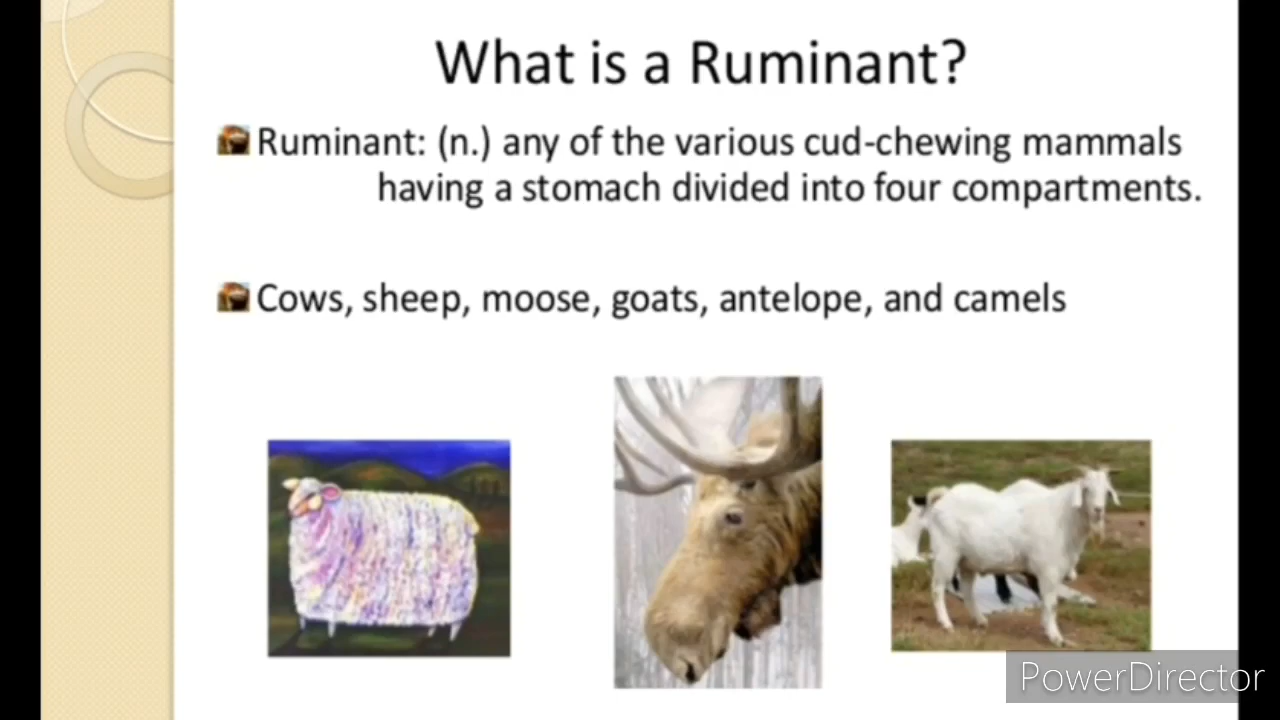 What is a Ruminant?
Ruminant: (n.) any of the various cud-chewing mammals
having a stomach divided into four compartments.
Cows, sheep, moose, goats, antelope, and camels
PowerDirector